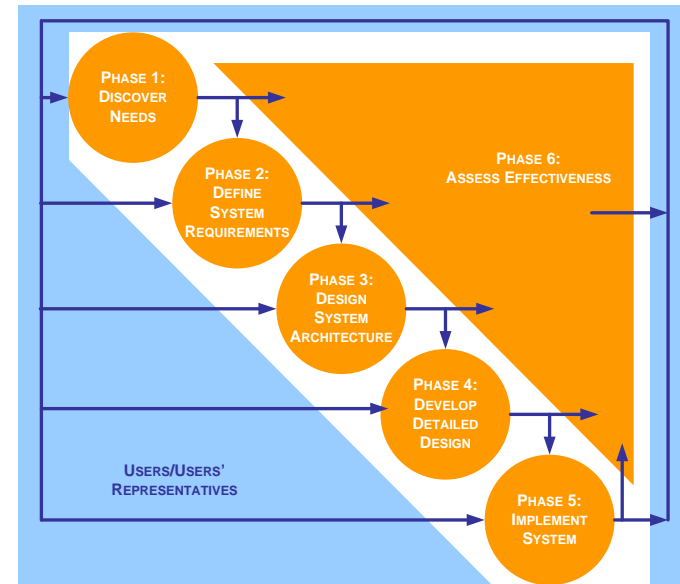 PHASE 1:
DISCOVER
NEEDS
PHASE 2:
DEFINE
SYSTEM
REQUIREMENTS
PHASE 6:
ASSESS EFFECTIVENESS
PHASE 3:
DESIGN
SYSTEM
ARCHITECTURE
PHASE 4:
DEVELOP
DETAILED
DESIGN
USERS/USERS’
REPRESENTATIVES
PHASE 5:
IMPLEMENT
SYSTEM